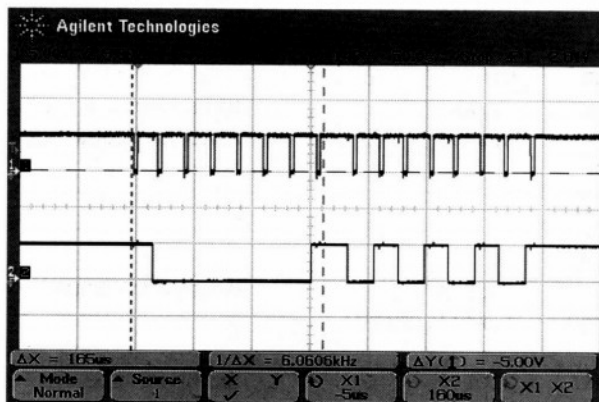 Agilent Technologies
ΔX = 165us 1/ΔX = 6.0606kHz ΔY(1) = -5.00V
Mode Source X Y X1 X2 X1 X2
Normal 1 ✓ -5us 160us